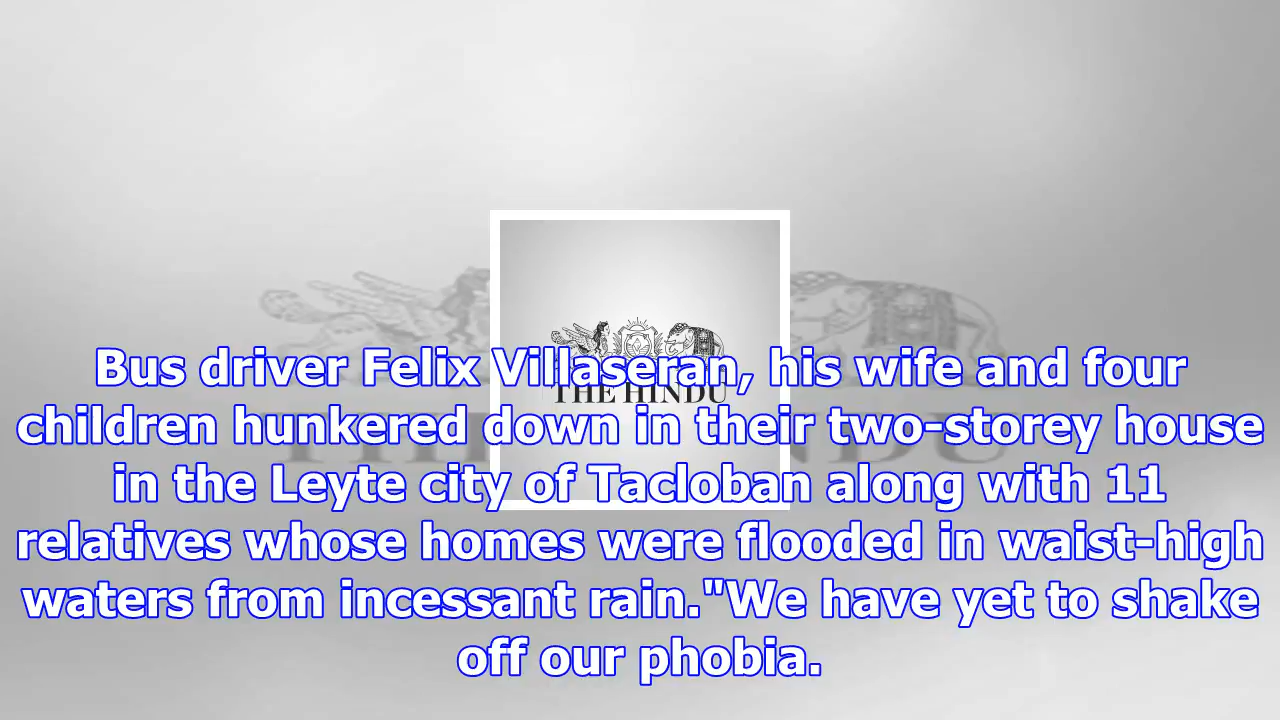 Bus driver Felix Villaseran, his wife and four
THE HINDU
children hunkered down in their two-storey house
in the Leyte city of Tacloban along with 11
relatives whose homes were flooded in waist-high
waters from incessant rain."We have yet to shake
off our phobia.